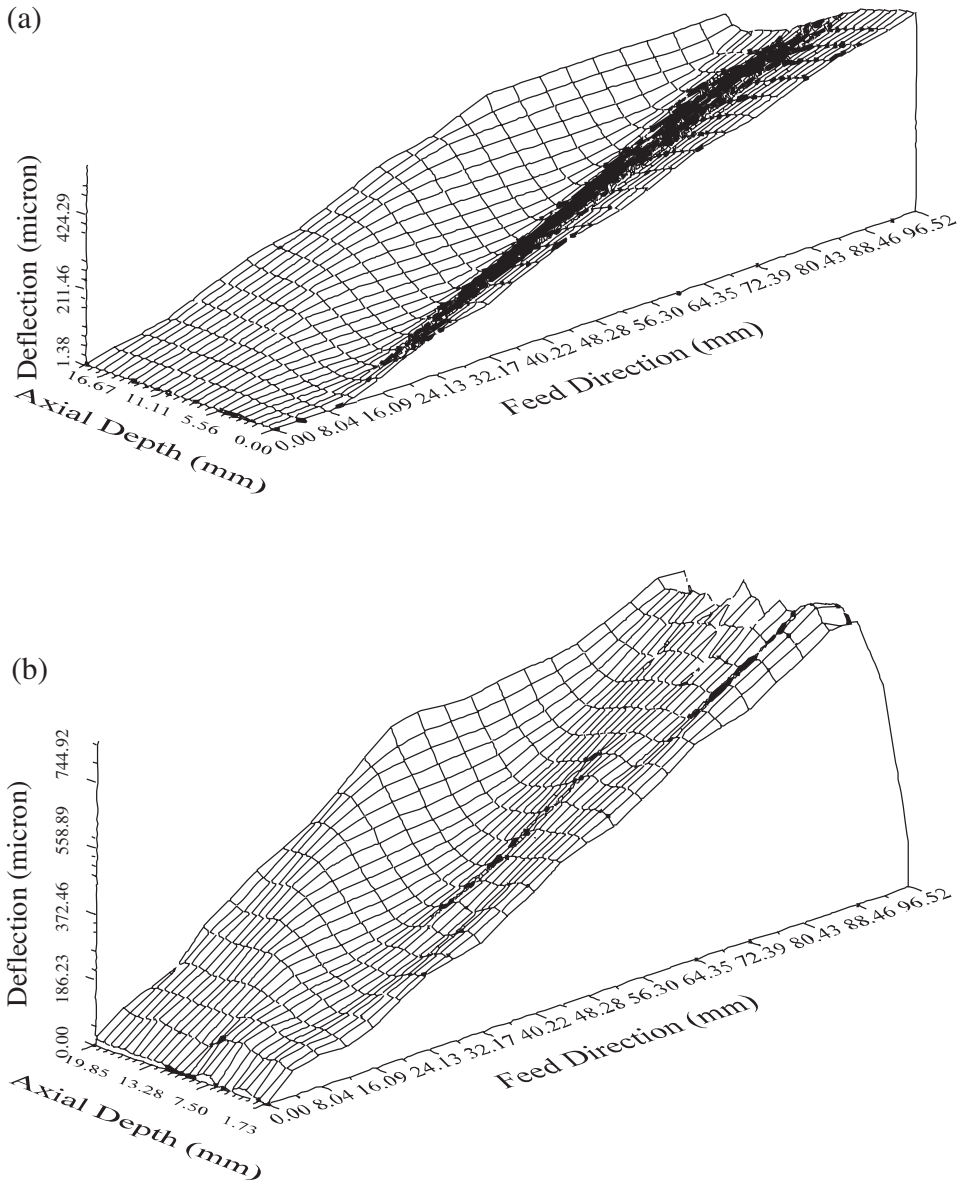 (a)
Deflection (micron)
424.29
211.46
1.38
16.67 11.11 5.56 0.00
Axial Depth (mm)
0.00 8.04 16.09 24.13 32.17 40.22 48.28 56.30 64.35 72.39 80.43 88.46 96.52
Feed Direction (mm)
(b)
Deflection (micron)
744.92
558.89
372.46
186.23
0.00
19.85 13.28 7.50 1.73
Axial Depth (mm)
0.00 8.04 16.09 24.13 32.17 40.22 48.28 56.30 64.35 72.39 80.43 88.46 96.52
Feed Direction (mm)